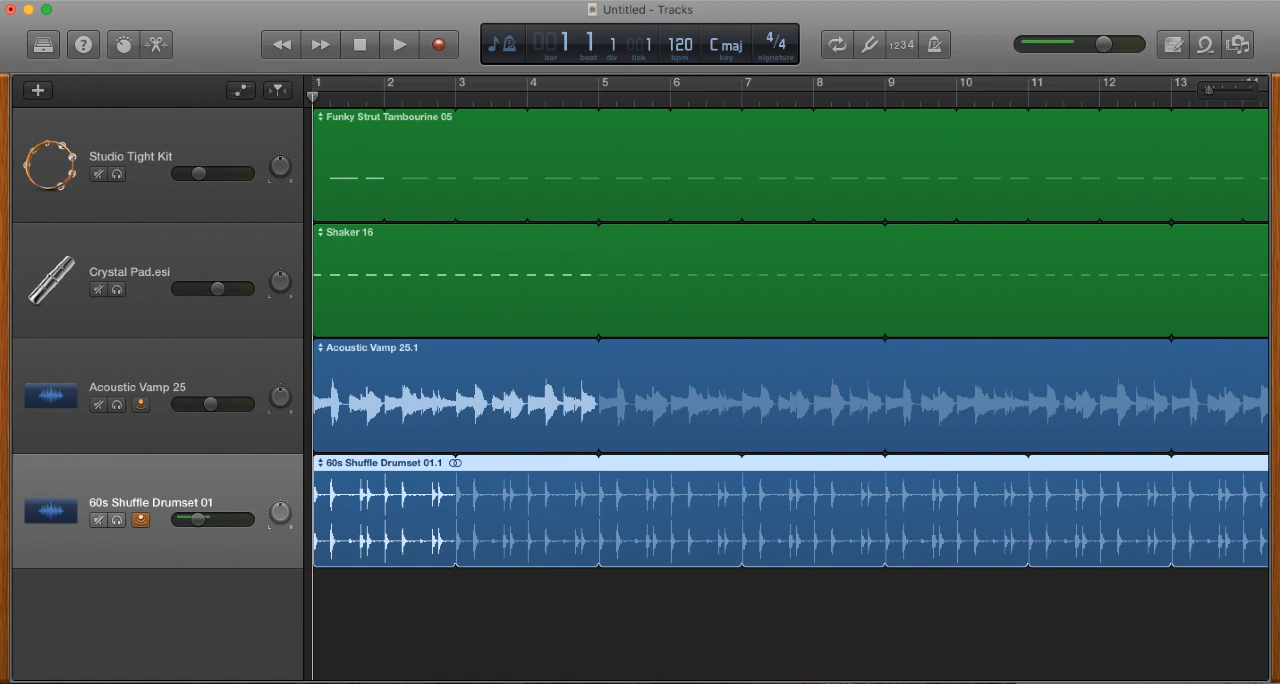 Untitled - Tracks
001 1 1 001 120 C maj 4/4
bar beat div tick bpm key signature
1234
1 2 3 4 5 6 7 8 9 10 11 12 13
Funky Strut Tambourine 05
Studio Tight Kit
L R
Shaker 16
Crystal Pad.esi
L R
Acoustic Vamp 25.1
Acoustic Vamp 25
L R
60s Shuffle Drumset 01.1
60s Shuffle Drumset 01
L R